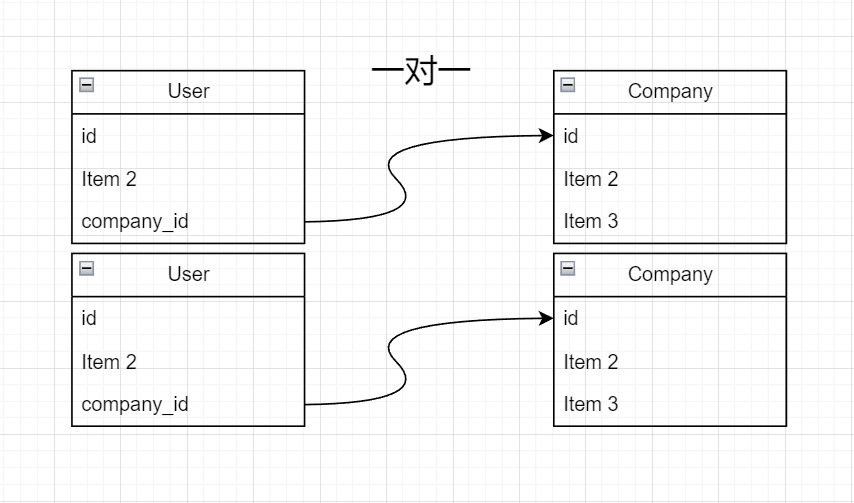 一对一
User
id
Item 2
company_id
Company
id
Item 2
Item 3
User
id
Item 2
company_id
Company
id
Item 2
Item 3